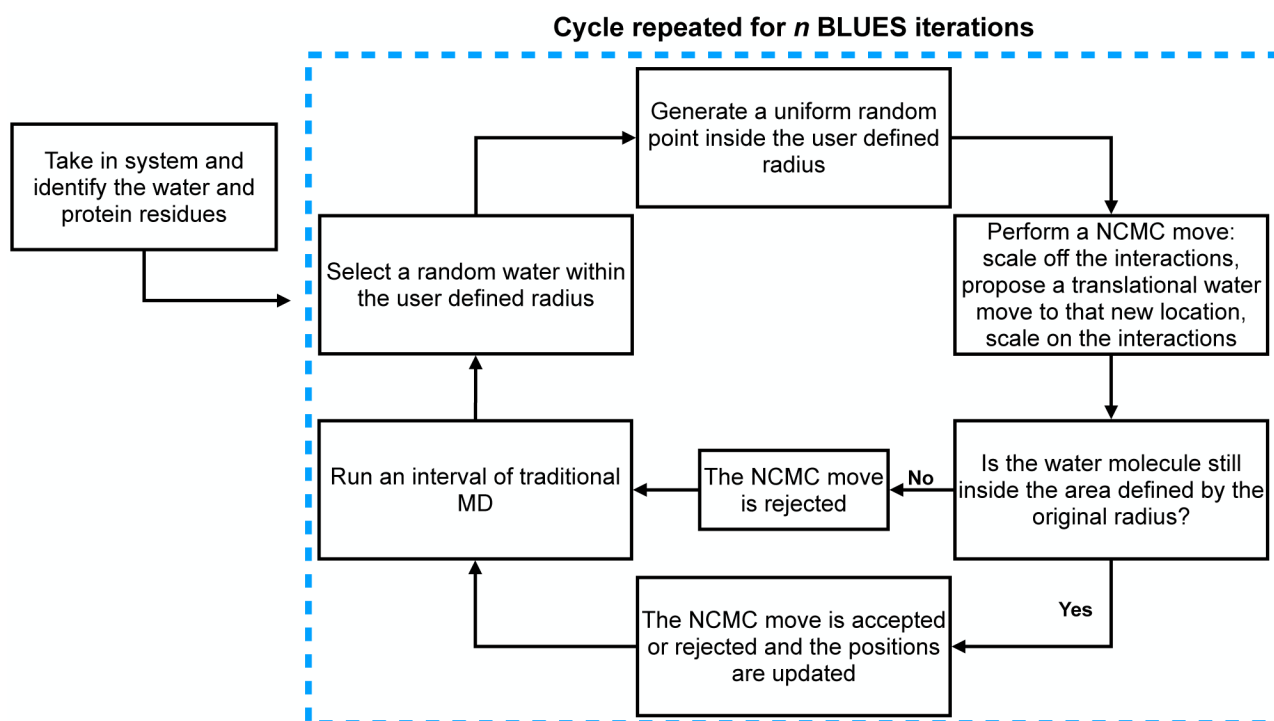 Cycle repeated for n BLUES iterations
Take in system and
identify the water and
protein residues
Select a random water within
the user defined radius
Generate a uniform random
point inside the user defined
radius
Perform a NCMC move:
scale off the interactions,
propose a translational water
move to that new location,
scale on the interactions
Is the water molecule still
inside the area defined by the
original radius?
No
The NCMC move
is rejected
Yes
The NCMC move is accepted
or rejected and the positions
are updated
Run an interval of traditional
MD